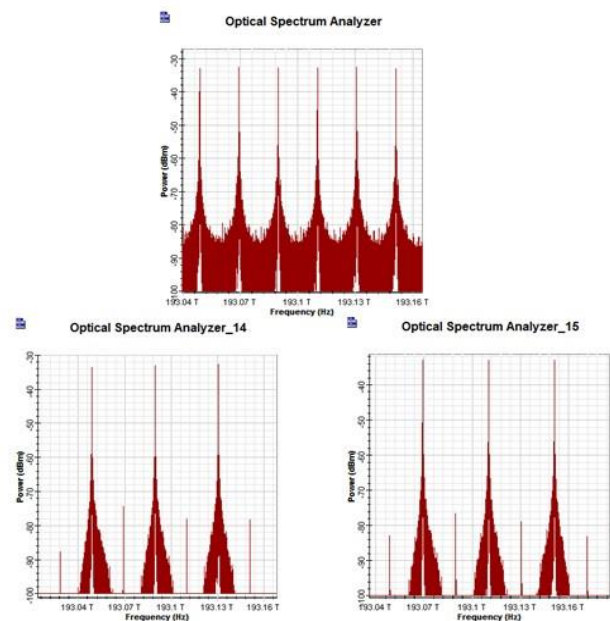 Optical Spectrum Analyzer
Power (dBm)
-30
-40
-50
-60
-70
-80
-90
-100
193.04 T 193.07 T 193.1 T 193.13 T 193.16 T
Frequency (Hz)
Optical Spectrum Analyzer_14
Power (dBm)
-30
-40
-50
-60
-70
-80
-90
-100
193.04 T 193.07 T 193.1 T 193.13 T 193.16 T
Frequency (Hz)
Optical Spectrum Analyzer_15
Power (dBm)
-40
-50
-60
-70
-80
-90
-100
193.04 T 193.07 T 193.1 T 193.13 T 193.16 T
Frequency (Hz)